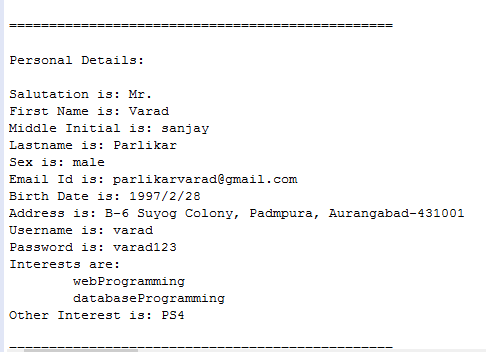 ================================================
Personal Details:
Salutation is: Mr.
First Name is: Varad
Middle Initial is: sanjay
Lastname is: Parlikar
Sex is: male
Email Id is: parlikarvarad@gmail.com
Birth Date is: 1997/2/28
Address is: B-6 Suyog Colony, Padmpura, Aurangabad-431001
Username is: varad
Password is: varad123
Interests are:
webProgramming
databaseProgramming
Other Interest is: PS4
================================================